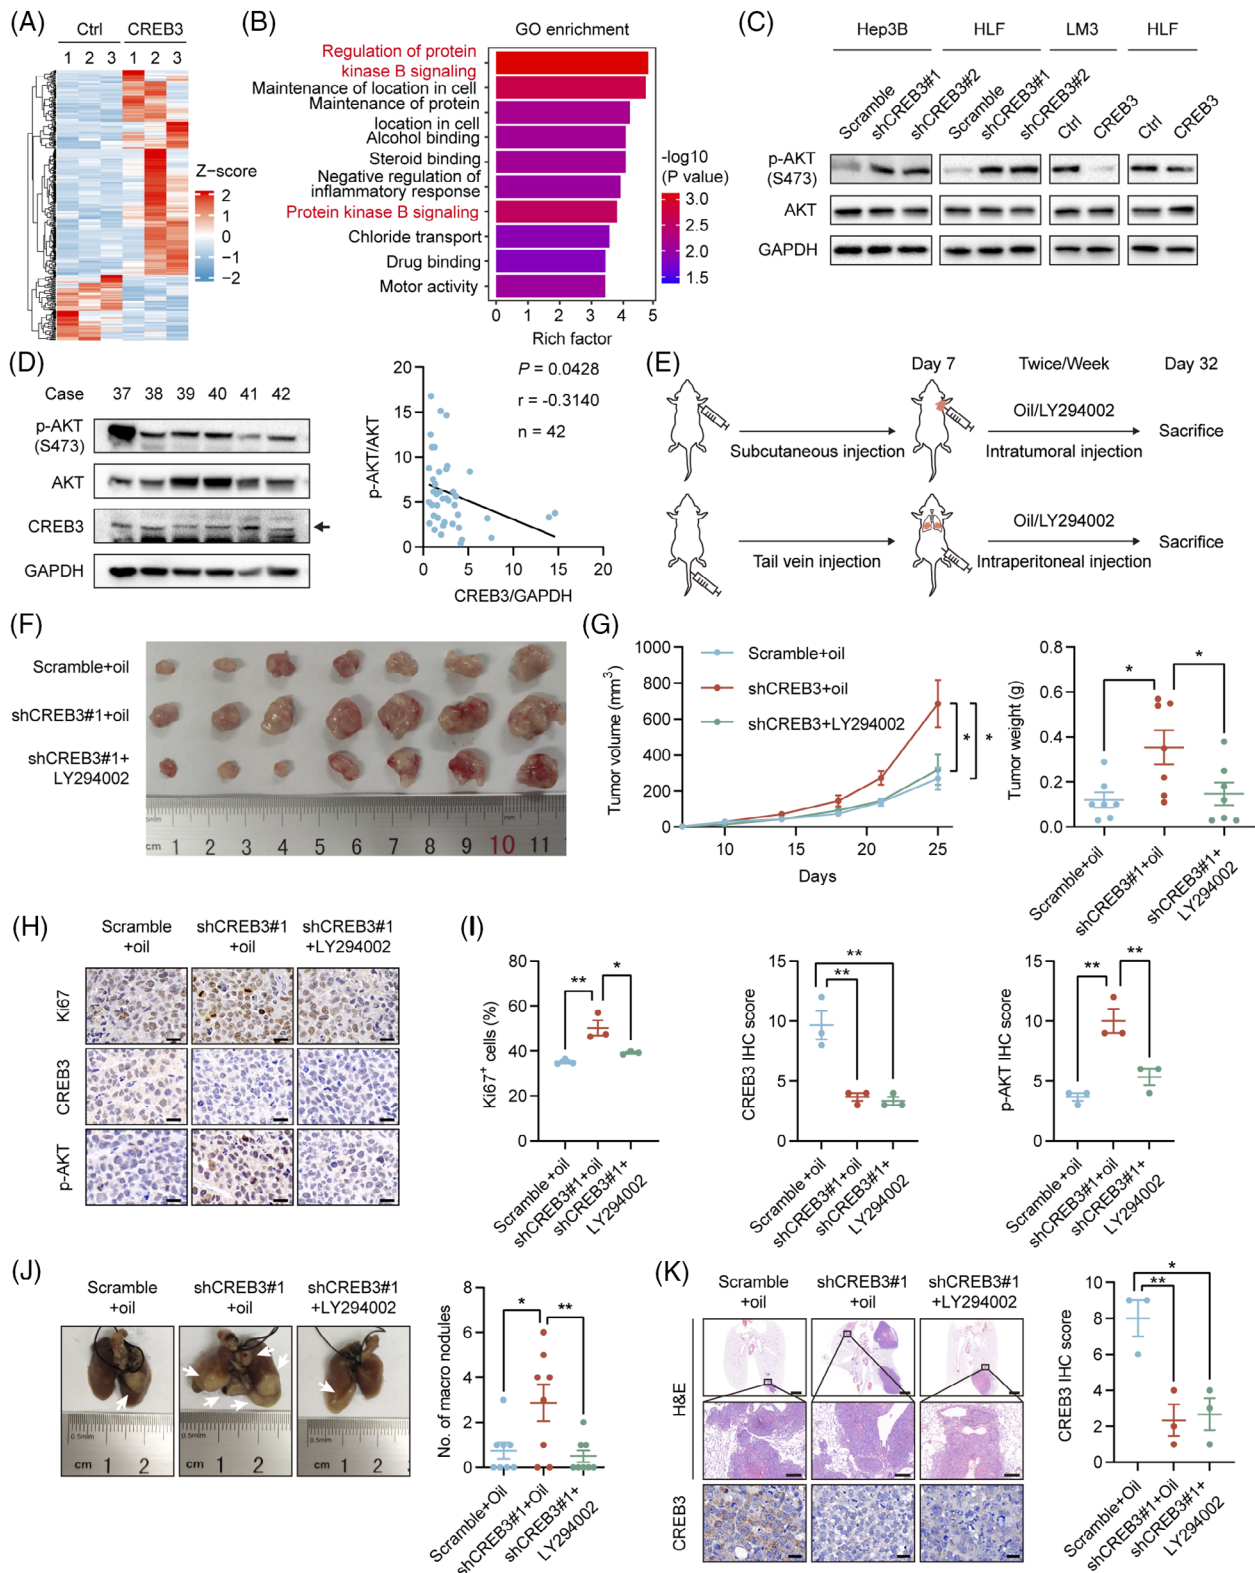 (A)
Ctrl CREB3
1 2 3 1 2 3
Z-score
2
1
0
−1
−2
(B)
GO enrichment
Regulation of protein
kinase B signaling
Maintenance of location in cell
Maintenance of protein
location in cell
Alcohol binding
Steroid binding
Negative regulation of
inflammatory response
Protein kinase B signaling
Chloride transport
Drug binding
Motor activity
0 1 2 3 4 5
Rich factor
-log10
(P value)
3.0
2.5
2.0
1.5
(C)
Hep3B HLF LM3 HLF
Scramble shCREB3#1 shCREB3#2 Scramble shCREB3#1 shCREB3#2 Ctrl CREB3 Ctrl CREB3
p-AKT
(S473)
AKT
GAPDH
(D)
Case 37 38 39 40 41 42
p-AKT
(S473)
AKT
CREB3
GAPDH
p-AKT/AKT
20
15
10
5
0
P = 0.0428
r = -0.3140
n = 42
0 5 10 15 20
CREB3/GAPDH
(E)
Day 7 Twice/Week Day 32
Oil/LY294002
Subcutaneous injection Intratumoral injection Sacrifice
Oil/LY294002
Tail vein injection Intraperitoneal injection Sacrifice
(F)
Scramble+oil
shCREB3#1+oil
shCREB3#1+
LY294002
cm 1 2 3 4 5 6 7 8 9 10 11
(G)
Tumor volume (mm3)
1000
800
600
400
200
0
Scramble+oil
shCREB3+oil
shCREB3+LY294002
* *
10 15 20 25
Days
Tumor weight (g)
0.8
0.6
0.4
0.2
0.0
* *
Scramble+oil
shCREB3#1+oil
shCREB3#1+
LY294002
(H)
Scramble
+oil
shCREB3#1
+oil
shCREB3#1
+LY294002
Ki67
CREB3
p-AKT
(I)
Ki67+ cells (%)
80
60
40
20
0
** *
Scramble+oil
shCREB3#1+oil
shCREB3#1+
LY294002
CREB3 IHC score
15
10
5
0
**
**
Scramble+oil
shCREB3#1+oil
shCREB3#1+
LY294002
p-AKT IHC score
15
10
5
0
** **
Scramble+oil
shCREB3#1+oil
shCREB3#1+
LY294002
(J)
Scramble
+oil
shCREB3#1
+oil
shCREB3#1
+LY294002
0.5mm
cm 1 2
0.5mm
cm 1 2
0.5mm
cm 1 2
No. of macro nodules
8
6
4
2
0
* **
Scramble+Oil
shCREB3#1+Oil
shCREB3#1+
LY294002
(K)
Scramble
+oil
shCREB3#1
+oil
shCREB3#1
+LY294002
H&E
CREB3
CREB3 IHC score
10
8
6
4
2
0
*
**
Scramble+Oil
shCREB3#1+Oil
shCREB3#1+
LY294002